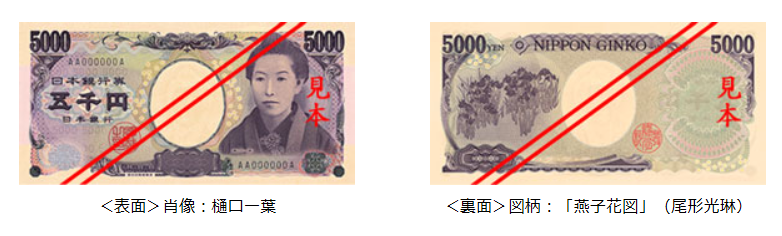 5000 5000
AA000000A
日本銀行券
五千円
日本銀行
AA000000A
見本
<表面>肖像:樋口一葉
5000 YEN NIPPON GINKO 5000
見本
<裏面>図柄:「燕子花図」(尾形光琳)